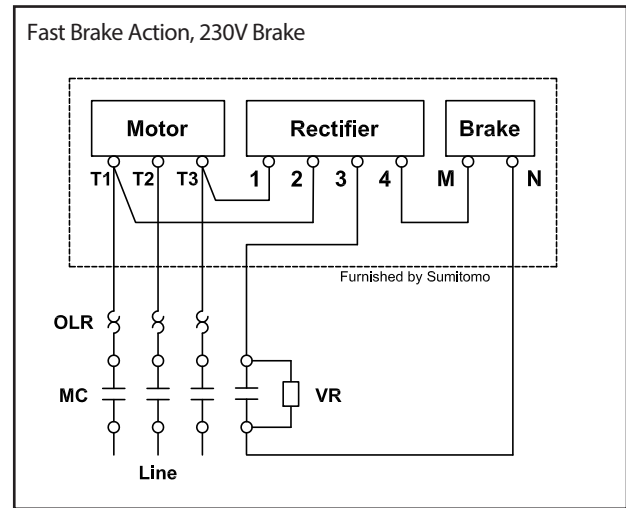 Fast Brake Action, 230V Brake
Motor Rectifier Brake
T1 T2 T3 1 2 3 4 M N
Furnished by Sumitomo
OLR
MC VR
Line